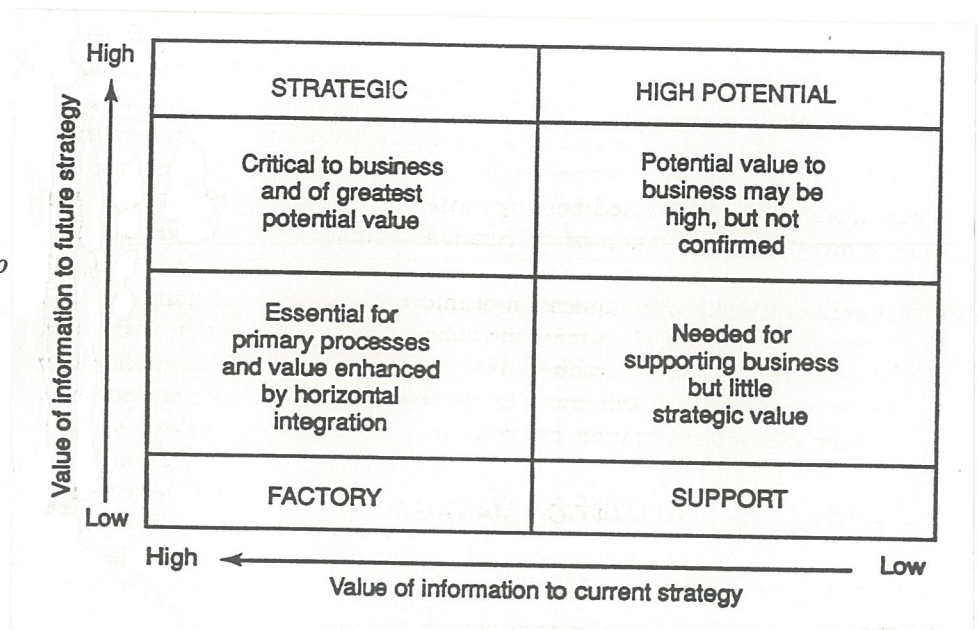 High
STRATEGIC
HIGH POTENTIAL
Critical to business
and of greatest
potential value
Potential value to
business may be
high, but not
confirmed
Value of information to future strategy
Essential for
primary processes
and value enhanced
by horizontal
integration
Needed for
supporting business
but little
strategic value
FACTORY
SUPPORT
Low
High
Low
Value of information to current strategy